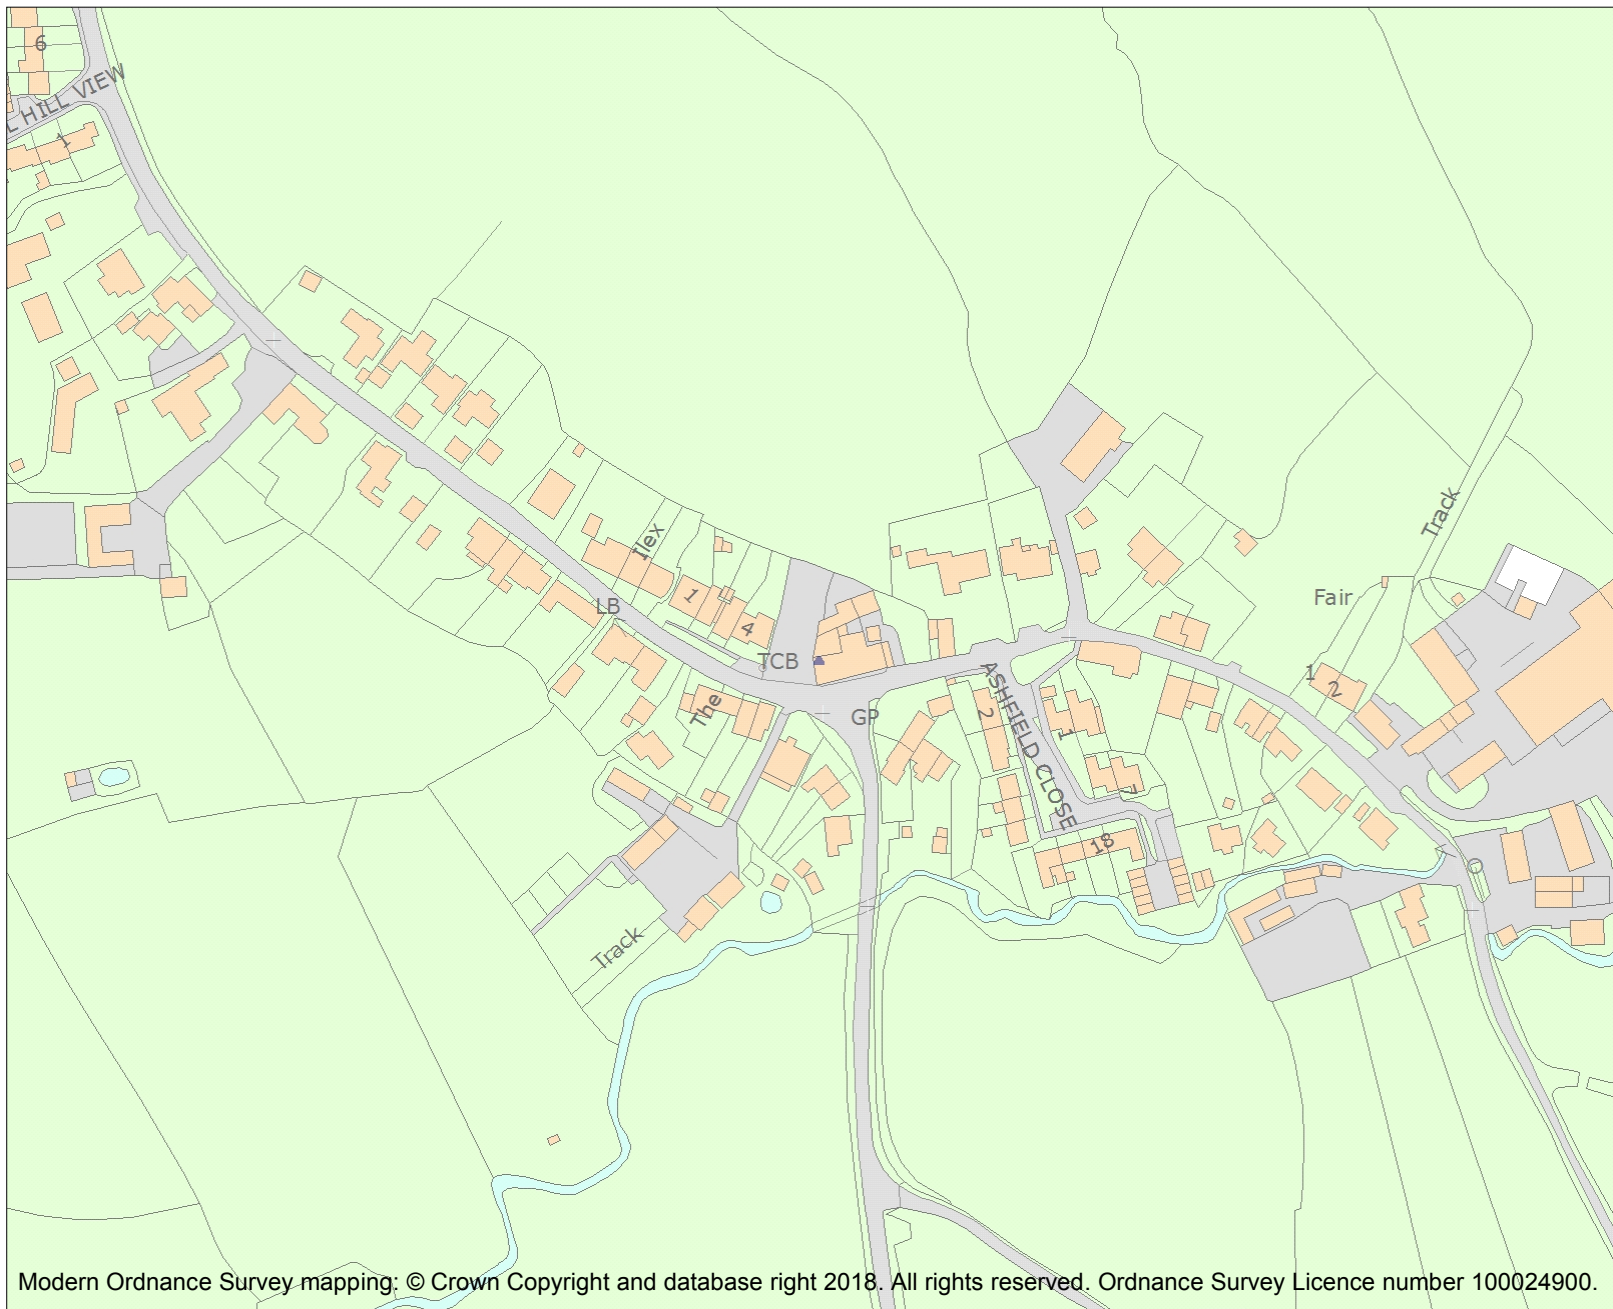 6
L HILL VIEW
1
Ilex
Track
LB
1
4
Fair
TCB
1
2
The
GP
ASHFIELD CLOSE
2
1
7
18
Track
Modern Ordnance Survey mapping: © Crown Copyright and database right 2018. All rights reserved. Ordnance Survey Licence number 100024900.